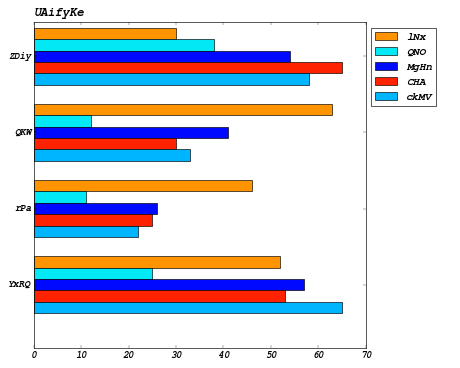 UAifyKe
lNx
QNO
MgHn
CHA
ckMV
ZDiy
QKW
rPa
YxRQ
0 10 20 30 40 50 60 70